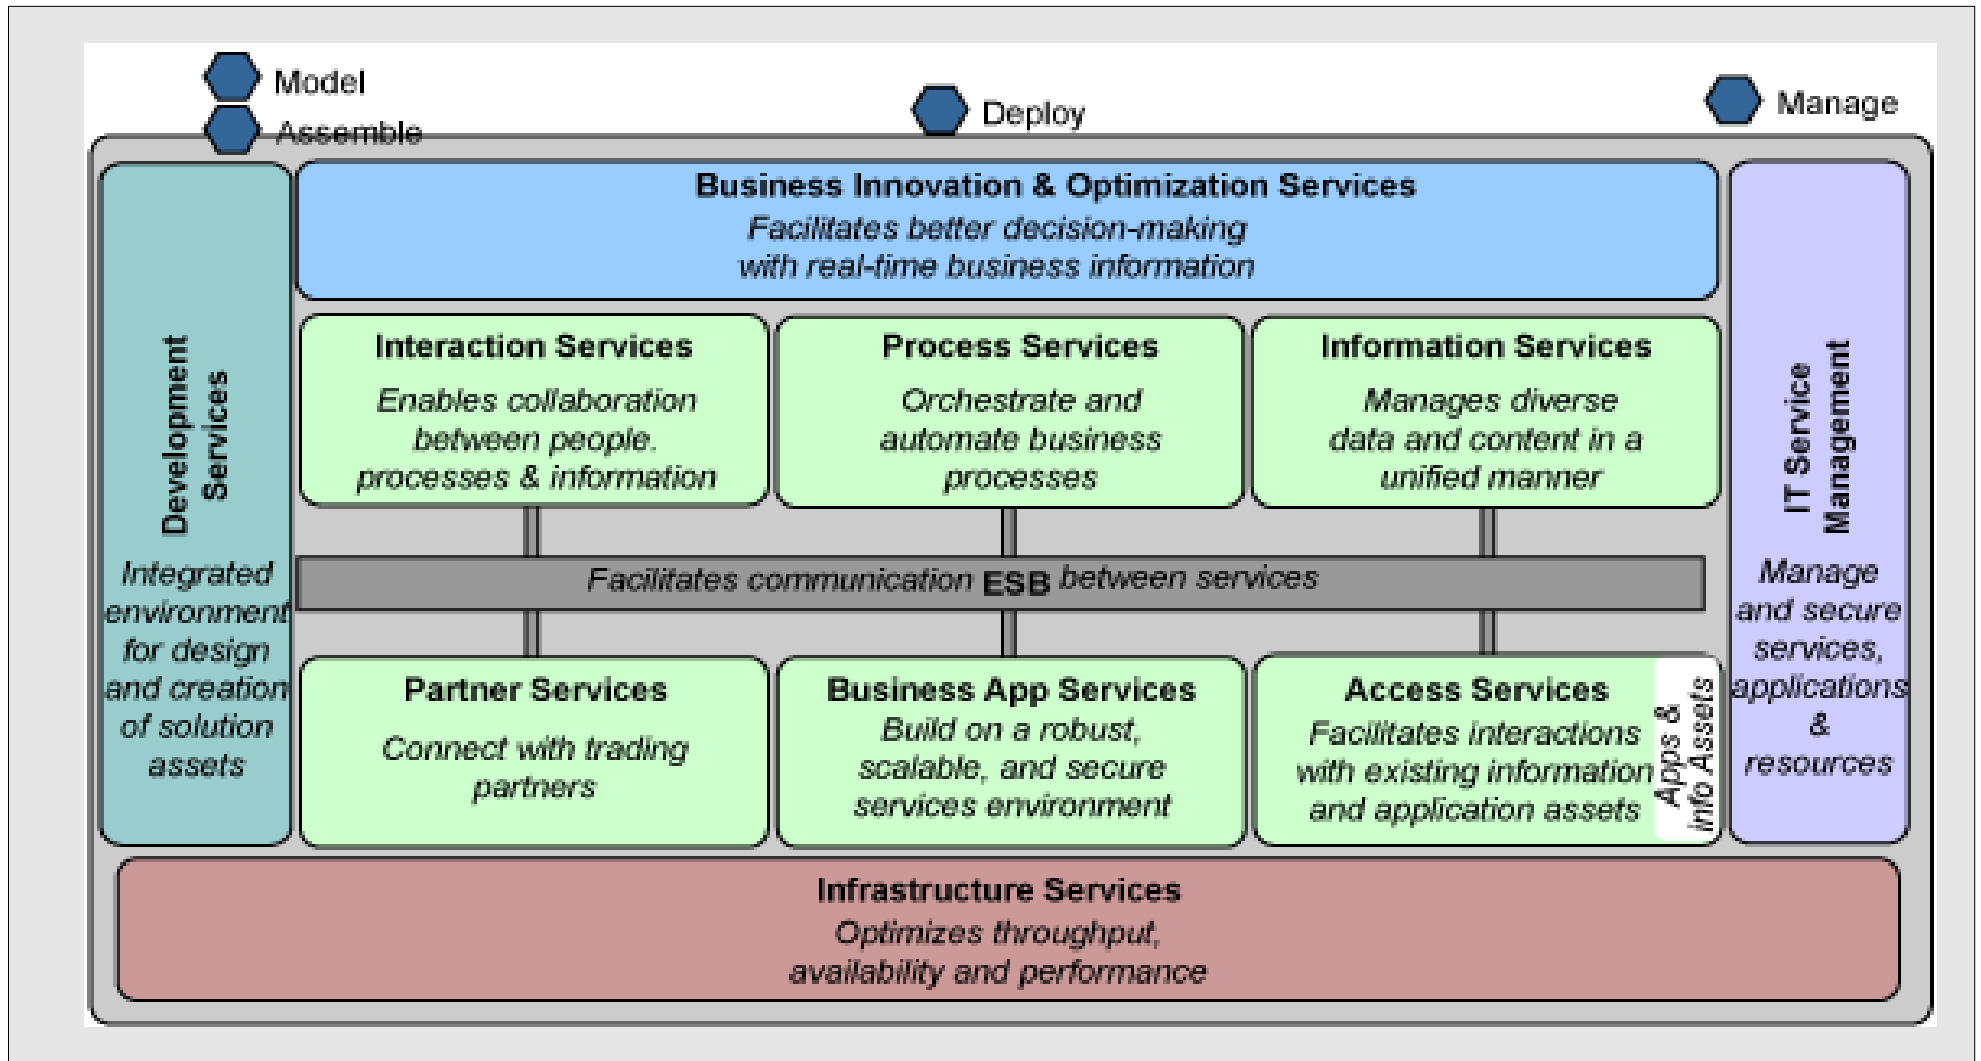 Model
Assemble
Deploy
Manage
Development
Services
Integrated
environment
for design
and creation
of solution
assets
Business Innovation & Optimization Services
Facilitates better decision-making
with real-time business information
Interaction Services
Enables collaboration
between people.
processes & information
Process Services
Orchestrate and
automate business
processes
Information Services
Manages diverse
data and content in a
unified manner
Facilitates communication ESB between services
Partner Services
Connect with trading
partners
Business App Services
Build on a robust,
scalable, and secure
services environment
Access Services
Facilitates interactions
with existing information
and application assets
Apps &
Info Assets
IT Service
Management
Manage
and secure
services,
applications
&
resources
Infrastructure Services
Optimizes throughput,
availability and performance